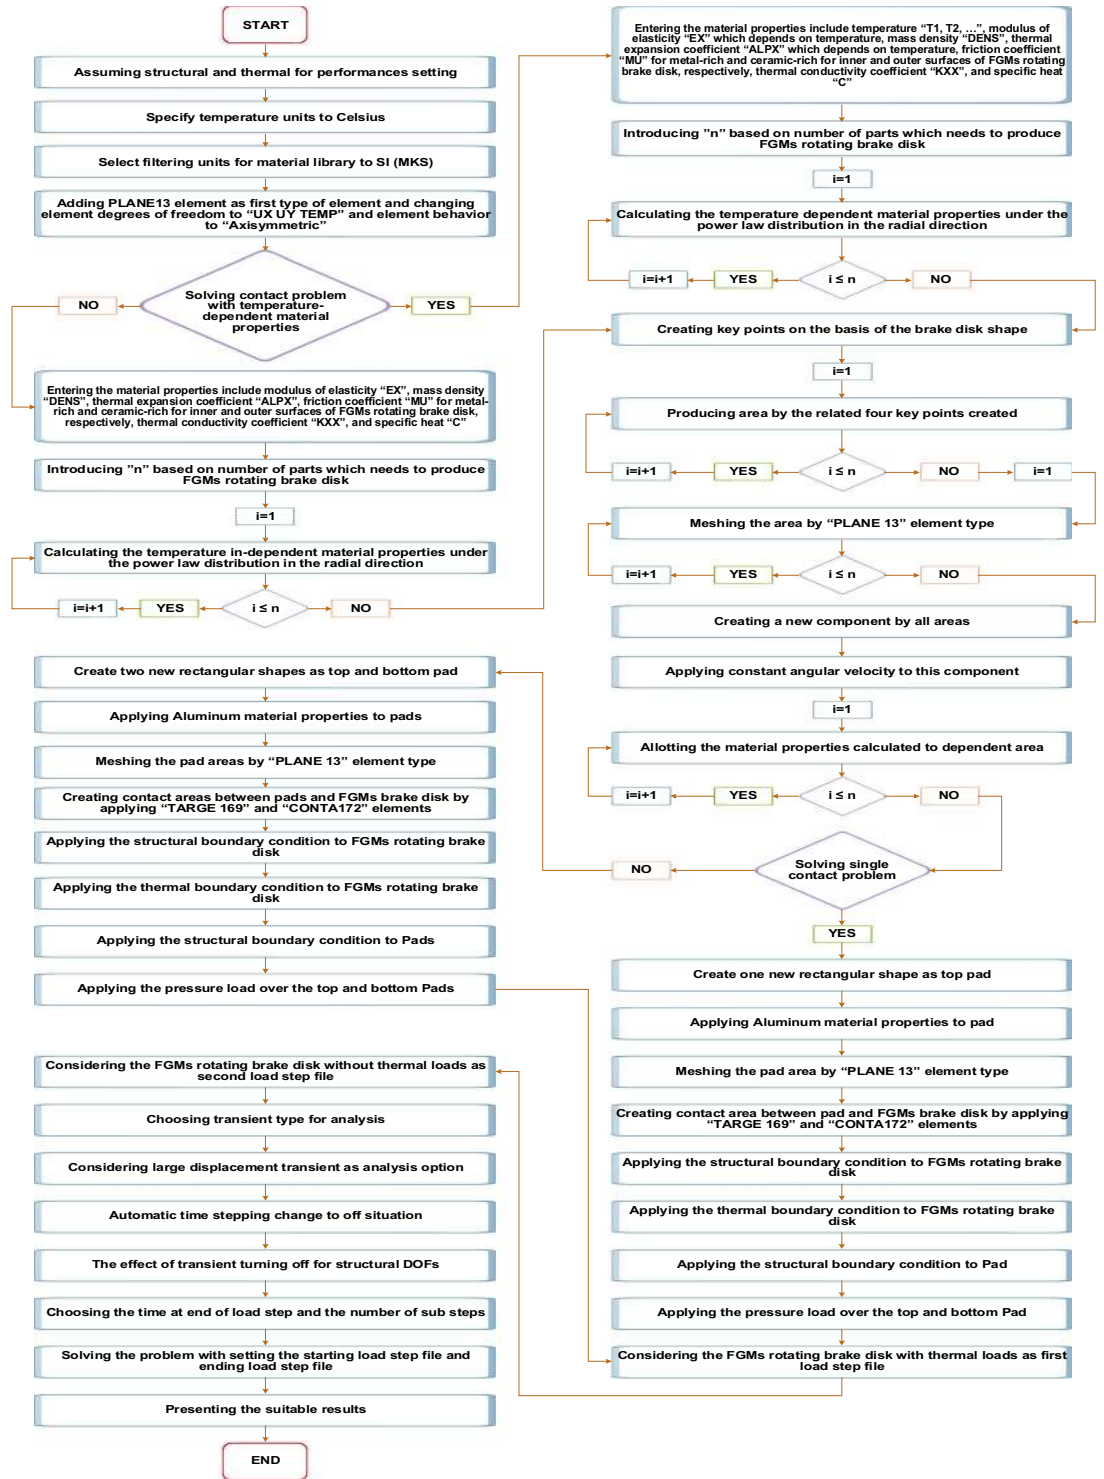 START
Assuming structural and thermal for performances setting
Specify temperature units to Celsius
Select filtering units for material library to SI (MKS)
Adding PLANE13 element as first type of element and changing
element degrees of freedom to “UX UY TEMP” and element behavior
to “Axisymmetric”
Solving contact problem
with temperature-
dependent material
properties
NO
YES
Entering the material properties include modulus of elasticity “EX”, mass density
“DENS”, thermal expansion coefficient “ALPX”, friction coefficient “MU” for metal-
rich and ceramic-rich for inner and outer surfaces of FGMs rotating brake disk,
respectively, thermal conductivity coefficient “KXX”, and specific heat “C”
Introducing ”n” based on number of parts which needs to produce
FGMs rotating brake disk
i=1
Calculating the temperature in-dependent material properties under
the power law distribution in the radial direction
i=i+1
YES
i ≤ n
NO
Entering the material properties include temperature “T1, T2, ...”, modulus of
elasticity “EX” which depends on temperature, mass density “DENS”, thermal
expansion coefficient “ALPX” which depends on temperature, friction coefficient
“MU” for metal-rich and ceramic-rich for inner and outer surfaces of FGMs rotating
brake disk, respectively, thermal conductivity coefficient “KXX”, and specific heat
“C”
Introducing ”n” based on number of parts which needs to produce
FGMs rotating brake disk
i=1
Calculating the temperature dependent material properties under the
power law distribution in the radial direction
i=i+1
YES
i ≤ n
NO
Creating key points on the basis of the brake disk shape
i=1
Producing area by the related four key points created
i=i+1
YES
i ≤ n
NO
i=1
Meshing the area by “PLANE 13” element type
i=i+1
YES
i ≤ n
NO
Creating a new component by all areas
Applying constant angular velocity to this component
i=1
Allotting the material properties calculated to dependent area
i=i+1
YES
i ≤ n
NO
Solving single
contact problem
NO
YES
Create two new rectangular shapes as top and bottom pad
Applying Aluminum material properties to pads
Meshing the pad areas by “PLANE 13” element type
Creating contact areas between pads and FGMs brake disk by
applying “TARGE 169” and “CONTA172” elements
Applying the structural boundary condition to FGMs rotating brake
disk
Applying the thermal boundary condition to FGMs rotating brake
disk
Applying the structural boundary condition to Pads
Applying the pressure load over the top and bottom Pads
Create one new rectangular shape as top pad
Applying Aluminum material properties to pad
Meshing the pad area by “PLANE 13” element type
Creating contact area between pad and FGMs brake disk by applying
“TARGE 169” and “CONTA172” elements
Applying the structural boundary condition to FGMs rotating brake
disk
Applying the thermal boundary condition to FGMs rotating brake
disk
Applying the structural boundary condition to Pad
Applying the pressure load over the top and bottom Pad
Considering the FGMs rotating brake disk with thermal loads as first
load step file
Considering the FGMs rotating brake disk without thermal loads as
second load step file
Choosing transient type for analysis
Considering large displacement transient as analysis option
Automatic time stepping change to off situation
The effect of transient turning off for structural DOFs
Choosing the time at end of load step and the number of sub steps
Solving the problem with setting the starting load step file and
ending load step file
Presenting the suitable results
END